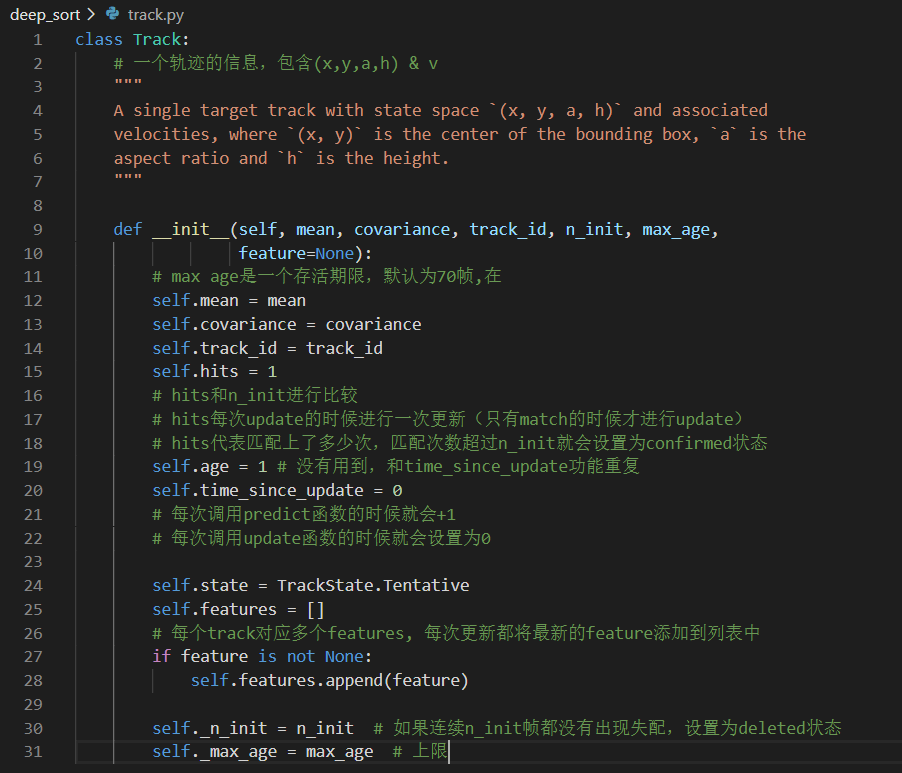 deep_sort > track.py
1 class Track:
2 # 一个轨迹的信息，包含(x,y,a,h) & v
3 """
4 A single target track with state space `(x, y, a, h)` and associated
5 velocities, where `(x, y)` is the center of the bounding box, `a` is the
6 aspect ratio and `h` is the height.
7 """
8
9 def __init__(self, mean, covariance, track_id, n_init, max_age,
10 feature=None):
11 # max age是一个存活期限，默认为70帧,在
12 self.mean = mean
13 self.covariance = covariance
14 self.track_id = track_id
15 self.hits = 1
16 # hits和n_init进行比较
17 # hits每次update的时候进行一次更新（只有match的时候才进行update）
18 # hits代表匹配上了多少次，匹配次数超过n_init就会设置为confirmed状态
19 self.age = 1 # 没有用到，和time_since_update功能重复
20 self.time_since_update = 0
21 # 每次调用predict函数的时候就会+1
22 # 每次调用update函数的时候就会设置为0
23
24 self.state = TrackState.Tentative
25 self.features = []
26 # 每个track对应多个features, 每次更新都将最新的feature添加到列表中
27 if feature is not None:
28 self.features.append(feature)
29
30 self._n_init = n_init  # 如果连续n_init帧都没有出现失配，设置为deleted状态
31 self._max_age = max_age  # 上限